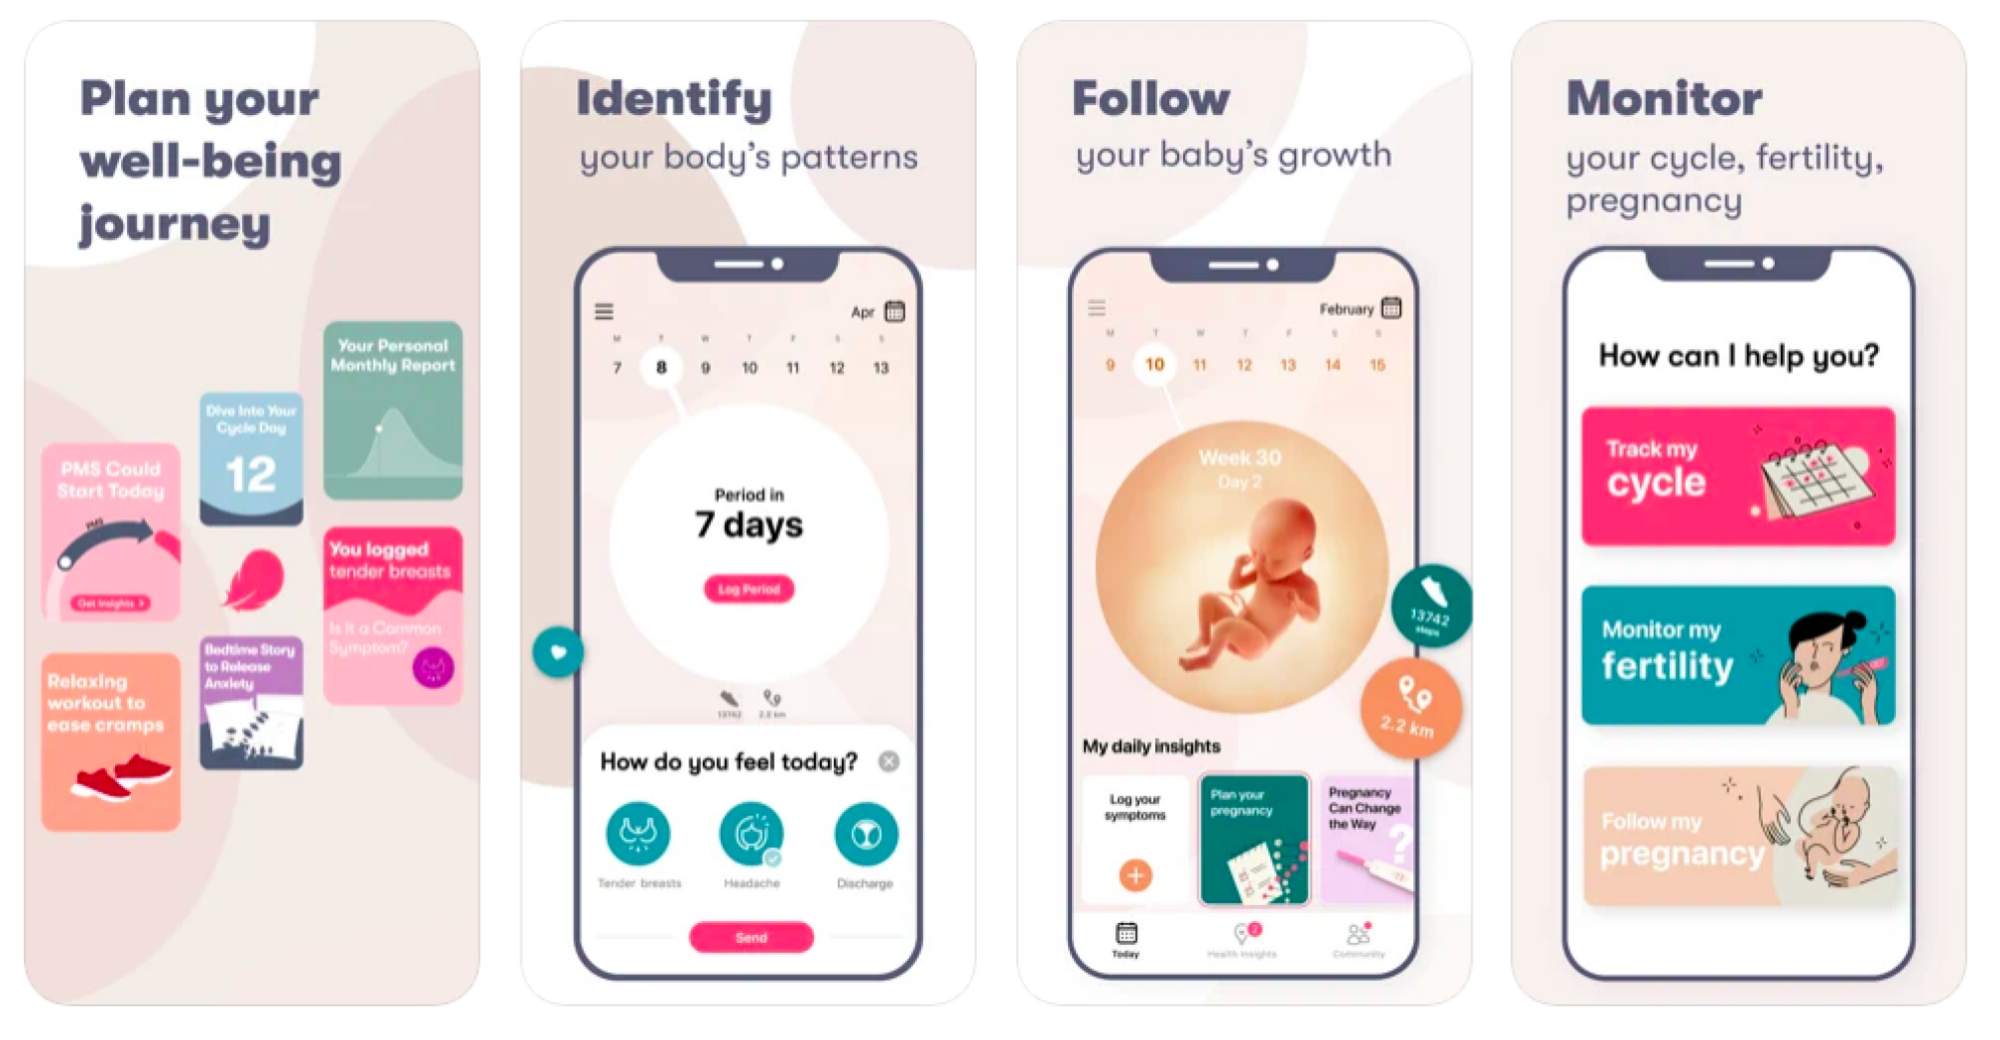 Plan your
well-being
journey
Your Personal
Monthly Report
Dive Into Your
Cycle Day
12
PMS Could
Start Today
PMS
Get Insights >
You logged
tender breasts
Is It a Common
Symptom?
Bedtime Story
to Release
Anxiety
Relaxing
workout to
ease cramps
Identify
your body's patterns
Apr
M T W T F S S
7 8 9 10 11 12 13
Period in
7 days
Log Period
13742 2.2 km
How do you feel today?
Tender breasts Headache Discharge
Send
Follow
your baby's growth
February
M T W T F S S
9 10 11 12 13 14 15
Week 30
Day 2
13742
steps
2.2 km
My daily insights
Log your
symptoms
Plan your
pregnancy
Pregnancy
Can Change
the Way
?
2
Today Health Insights Community
Monitor
your cycle, fertility,
pregnancy
How can I help you?
Track my
cycle
Monitor my
fertility
Follow my
pregnancy